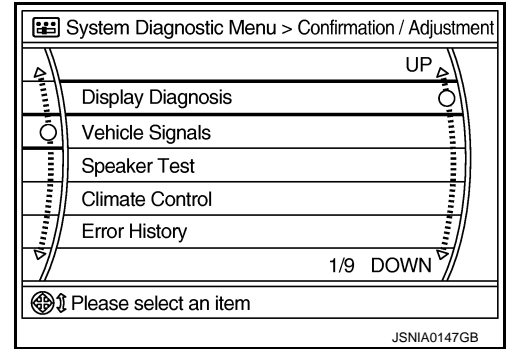 System Diagnostic Menu > Confirmation / Adjustment
UP
Display Diagnosis
Vehicle Signals
Speaker Test
Climate Control
Error History
1/9 DOWN
Please select an item
JSNIA0147GB